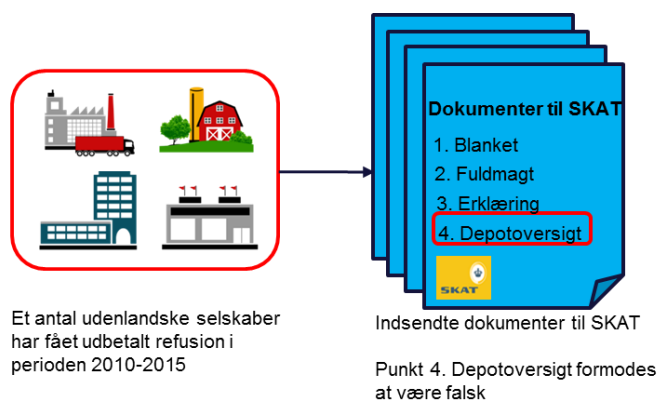 Dokumenter til SKAT
1. Blanket
2. Fuldmagt
3. Erklæring
4. Depotoversigt
SKAT
Et antal udenlandske selskaber
har fået udbetalt refusion i
perioden 2010-2015
Indsendte dokumenter til SKAT
Punkt 4. Depotoversigt formodes
at være falsk